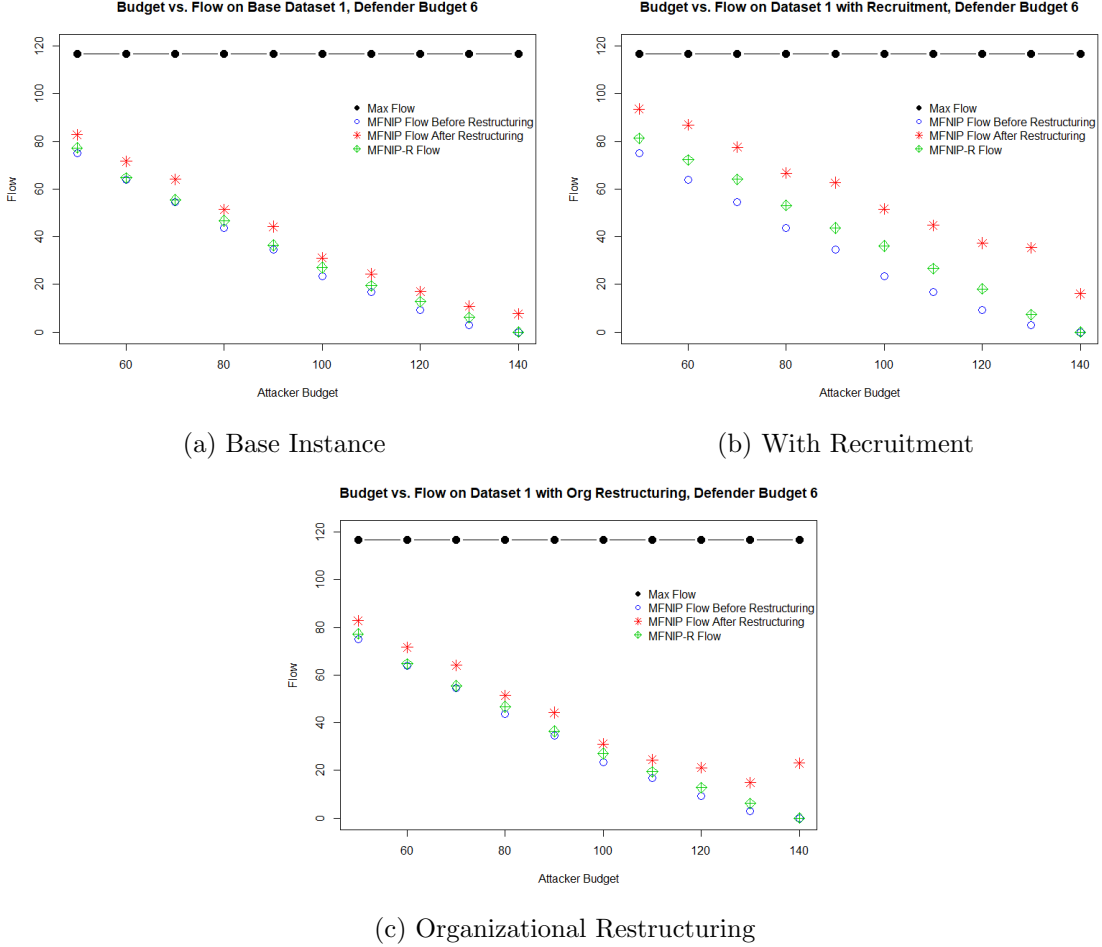 Budget vs. Flow on Base Dataset 1, Defender Budget 6
120
100
80
60
40
20
0
Flow
Max Flow
MFNIP Flow Before Restructuring
MFNIP Flow After Restructuring
MFNIP-R Flow
60 80 100 120 140
Attacker Budget
(a) Base Instance
Budget vs. Flow on Dataset 1 with Recruitment, Defender Budget 6
120
100
80
60
40
20
0
Flow
Max Flow
MFNIP Flow Before Restructuring
MFNIP Flow After Restructuring
MFNIP-R Flow
60 80 100 120 140
Attacker Budget
(b) With Recruitment
Budget vs. Flow on Dataset 1 with Org Restructuring, Defender Budget 6
120
100
80
60
40
20
0
Flow
Max Flow
MFNIP Flow Before Restructuring
MFNIP Flow After Restructuring
MFNIP-R Flow
60 80 100 120 140
Attacker Budget
(c) Organizational Restructuring